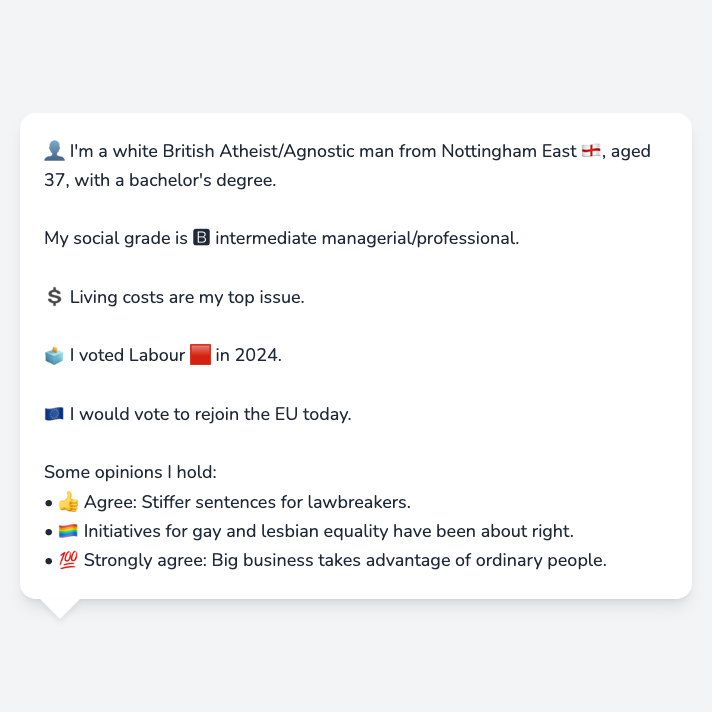 👤 I'm a white British Atheist/Agnostic man from Nottingham East 🏴󠁧󠁢󠁥󠁮󠁧󠁿, aged
37, with a bachelor's degree.
My social grade is 🅱 intermediate managerial/professional.
💲 Living costs are my top issue.
🗳️ I voted Labour 🟥 in 2024.
🇪🇺 I would vote to rejoin the EU today.
Some opinions I hold:
• 👍 Agree: Stiffer sentences for lawbreakers.
• 🏳️‍🌈 Initiatives for gay and lesbian equality have been about right.
• 💯 Strongly agree: Big business takes advantage of ordinary people.